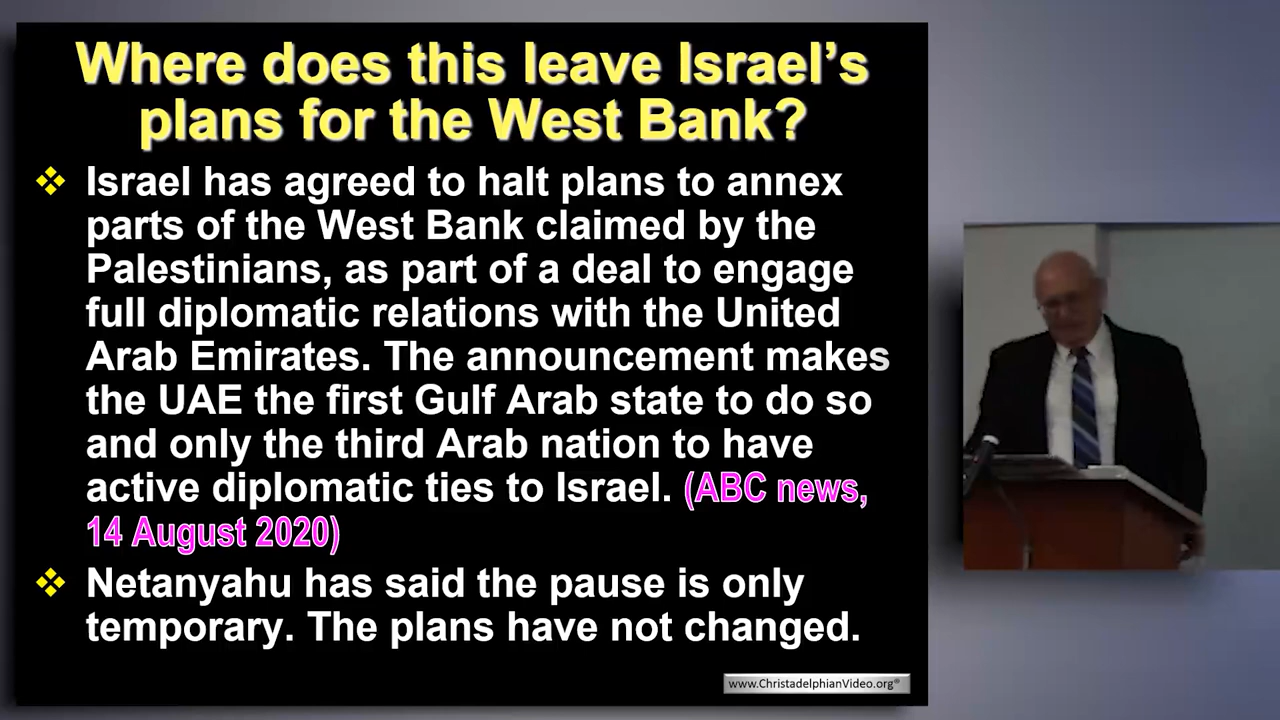 Where does this leave Israel’s
plans for the West Bank?
Israel has agreed to halt plans to annex
parts of the West Bank claimed by the
Palestinians, as part of a deal to engage
full diplomatic relations with the United
Arab Emirates. The announcement makes
the UAE the first Gulf Arab state to do so
and only the third Arab nation to have
active diplomatic ties to Israel. (ABC news,
14 August 2020)
Netanyahu has said the pause is only
temporary. The plans have not changed.
www.ChristadelphianVideo.org®